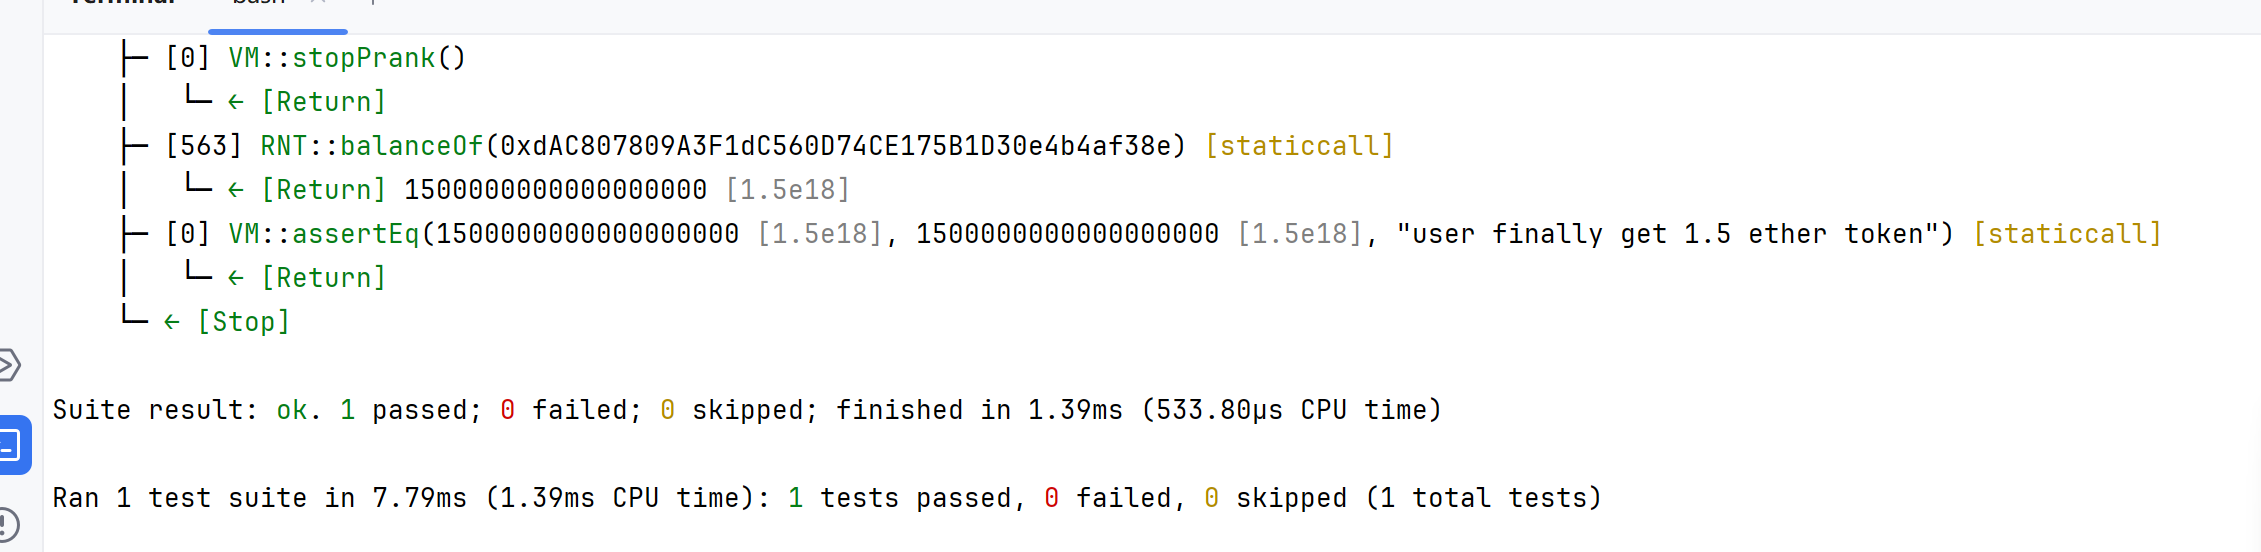 Terminal bash
├─ [0] VM::stopPrank()
│   └─ ← [Return]
├─ [563] RNT::balanceOf(0xdAC807809A3F1dC560D74CE175B1D30e4b4af38e) [staticcall]
│   └─ ← [Return] 1500000000000000000 [1.5e18]
├─ [0] VM::assertEq(1500000000000000000 [1.5e18], 1500000000000000000 [1.5e18], "user finally get 1.5 ether token") [staticcall]
│   └─ ← [Return]
└─ ← [Stop]
Suite result: ok. 1 passed; 0 failed; 0 skipped; finished in 1.39ms (533.80µs CPU time)
Ran 1 test suite in 7.79ms (1.39ms CPU time): 1 tests passed, 0 failed, 0 skipped (1 total tests)